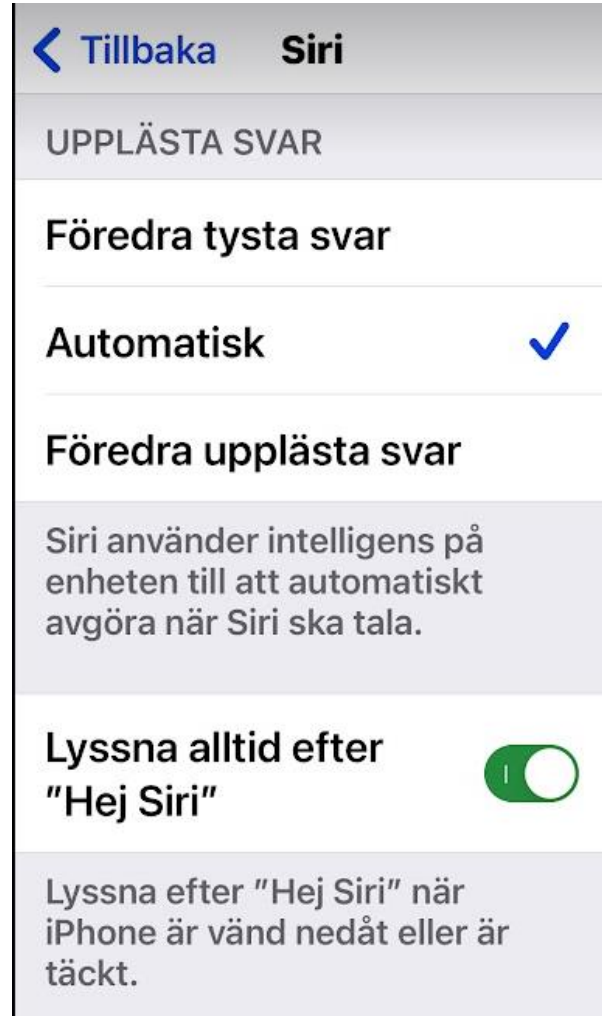 Tillbaka Siri
UPPLÄSTA SVAR
Föredra tysta svar
Automatisk
Föredra upplästa svar
Siri använder intelligens på
enheten till att automatiskt
avgöra när Siri ska tala.
Lyssna alltid efter
”Hej Siri”
Lyssna efter ”Hej Siri” när
iPhone är vänd nedåt eller är
täckt.